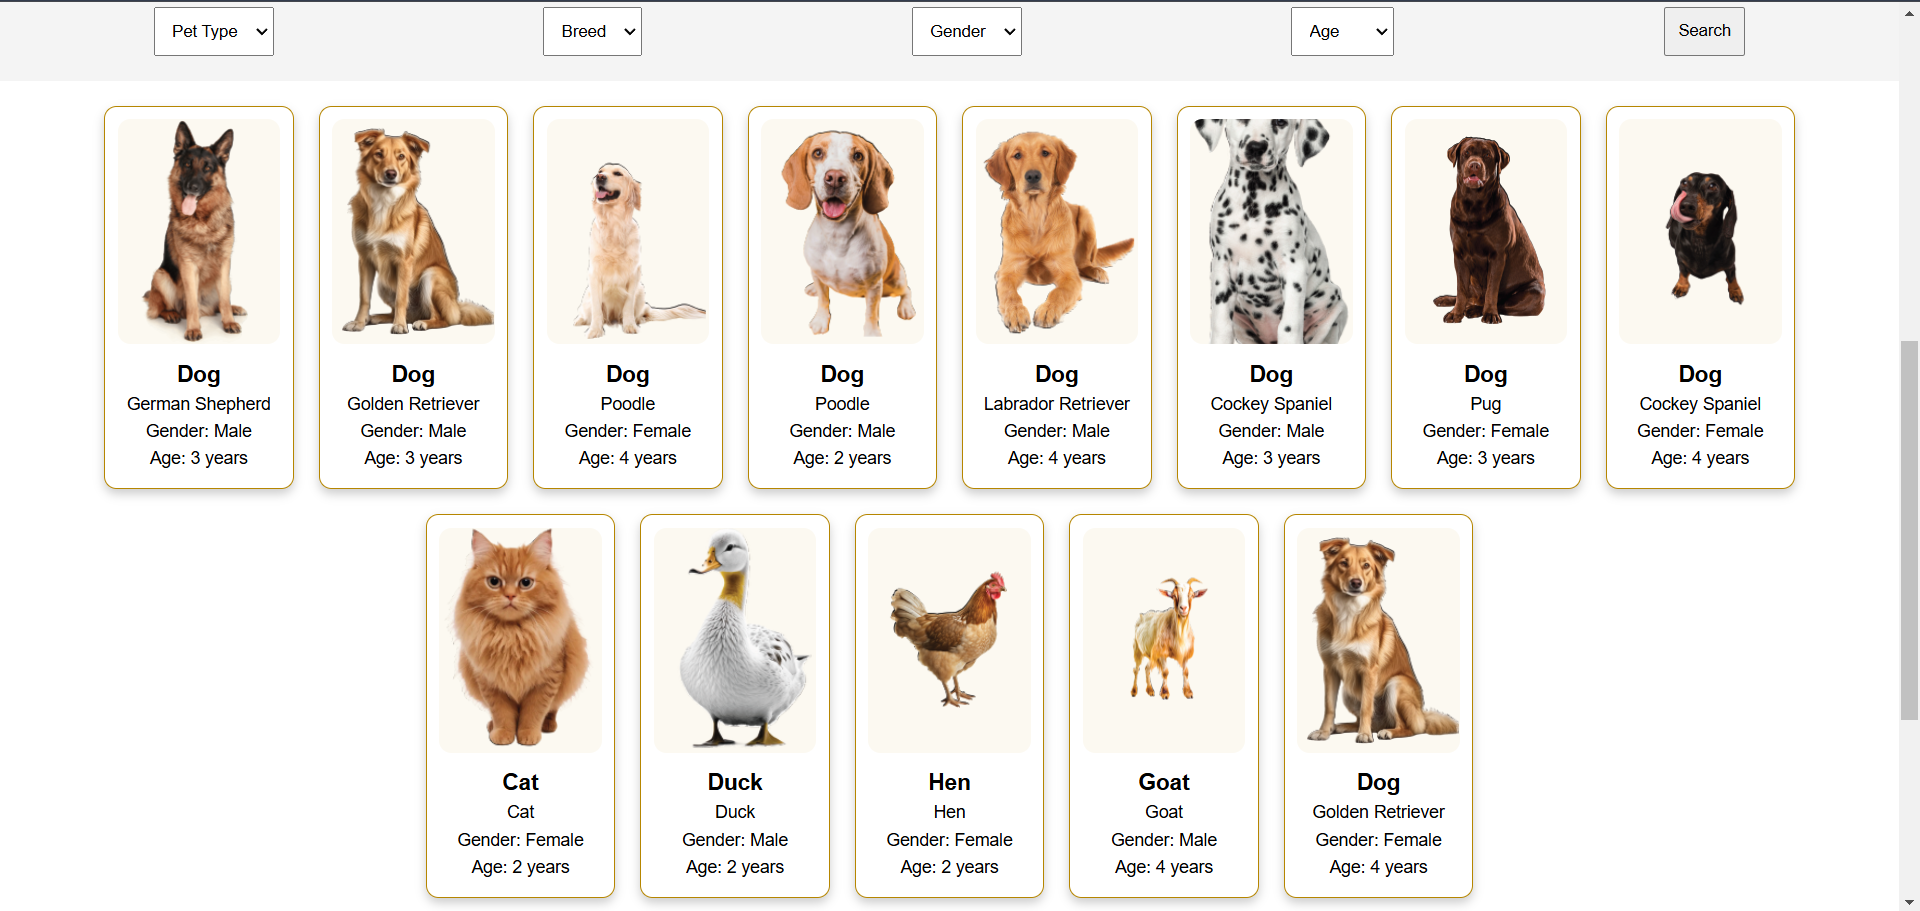 Pet Type
Breed
Gender
Age
Search
Dog
German Shepherd
Gender: Male
Age: 3 years
Dog
Golden Retriever
Gender: Male
Age: 3 years
Dog
Poodle
Gender: Female
Age: 4 years
Dog
Poodle
Gender: Male
Age: 2 years
Dog
Labrador Retriever
Gender: Male
Age: 4 years
Dog
Cockey Spaniel
Gender: Male
Age: 3 years
Dog
Pug
Gender: Female
Age: 3 years
Dog
Cockey Spaniel
Gender: Female
Age: 4 years
Cat
Cat
Gender: Female
Age: 2 years
Duck
Duck
Gender: Male
Age: 2 years
Hen
Hen
Gender: Female
Age: 2 years
Goat
Goat
Gender: Male
Age: 4 years
Dog
Golden Retriever
Gender: Female
Age: 4 years